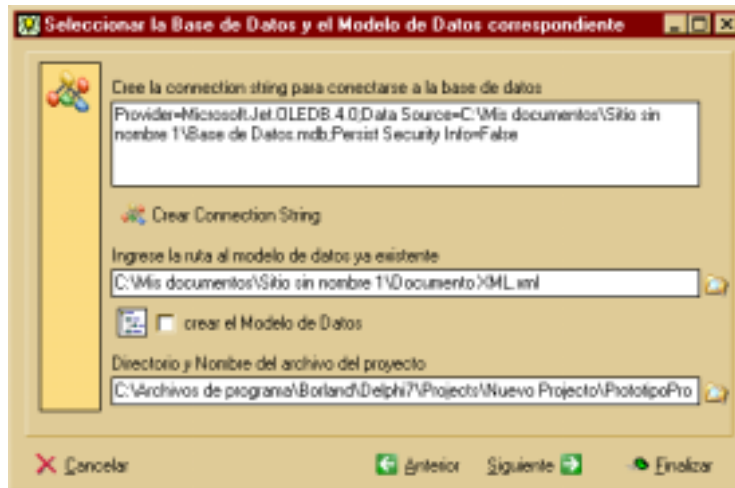 Seleccionar la Base de Datos y el Modelo de Datos correspondiente
Cree la connection string para conectarse a la base de datos
Provider=Microsoft.Jet.OLEDB.4.0;Data Source=C:\Mis documentos\Sitio sin
nombre 1\Base de Datos.mdb;Persist Security Info=False
Crear Connection String
Ingrese la ruta al modelo de datos ya existente
C:\Mis documentos\Sitio sin nombre 1\Documento XML.xml
crear el Modelo de Datos
Directorio y Nombre del archivo del proyecto
C:\Archivos de programa\Borland\Delphi7\Projects\Nuevo Projecto\PrototipoPro
Cancelar
Anterior
Siguiente
Finalizar